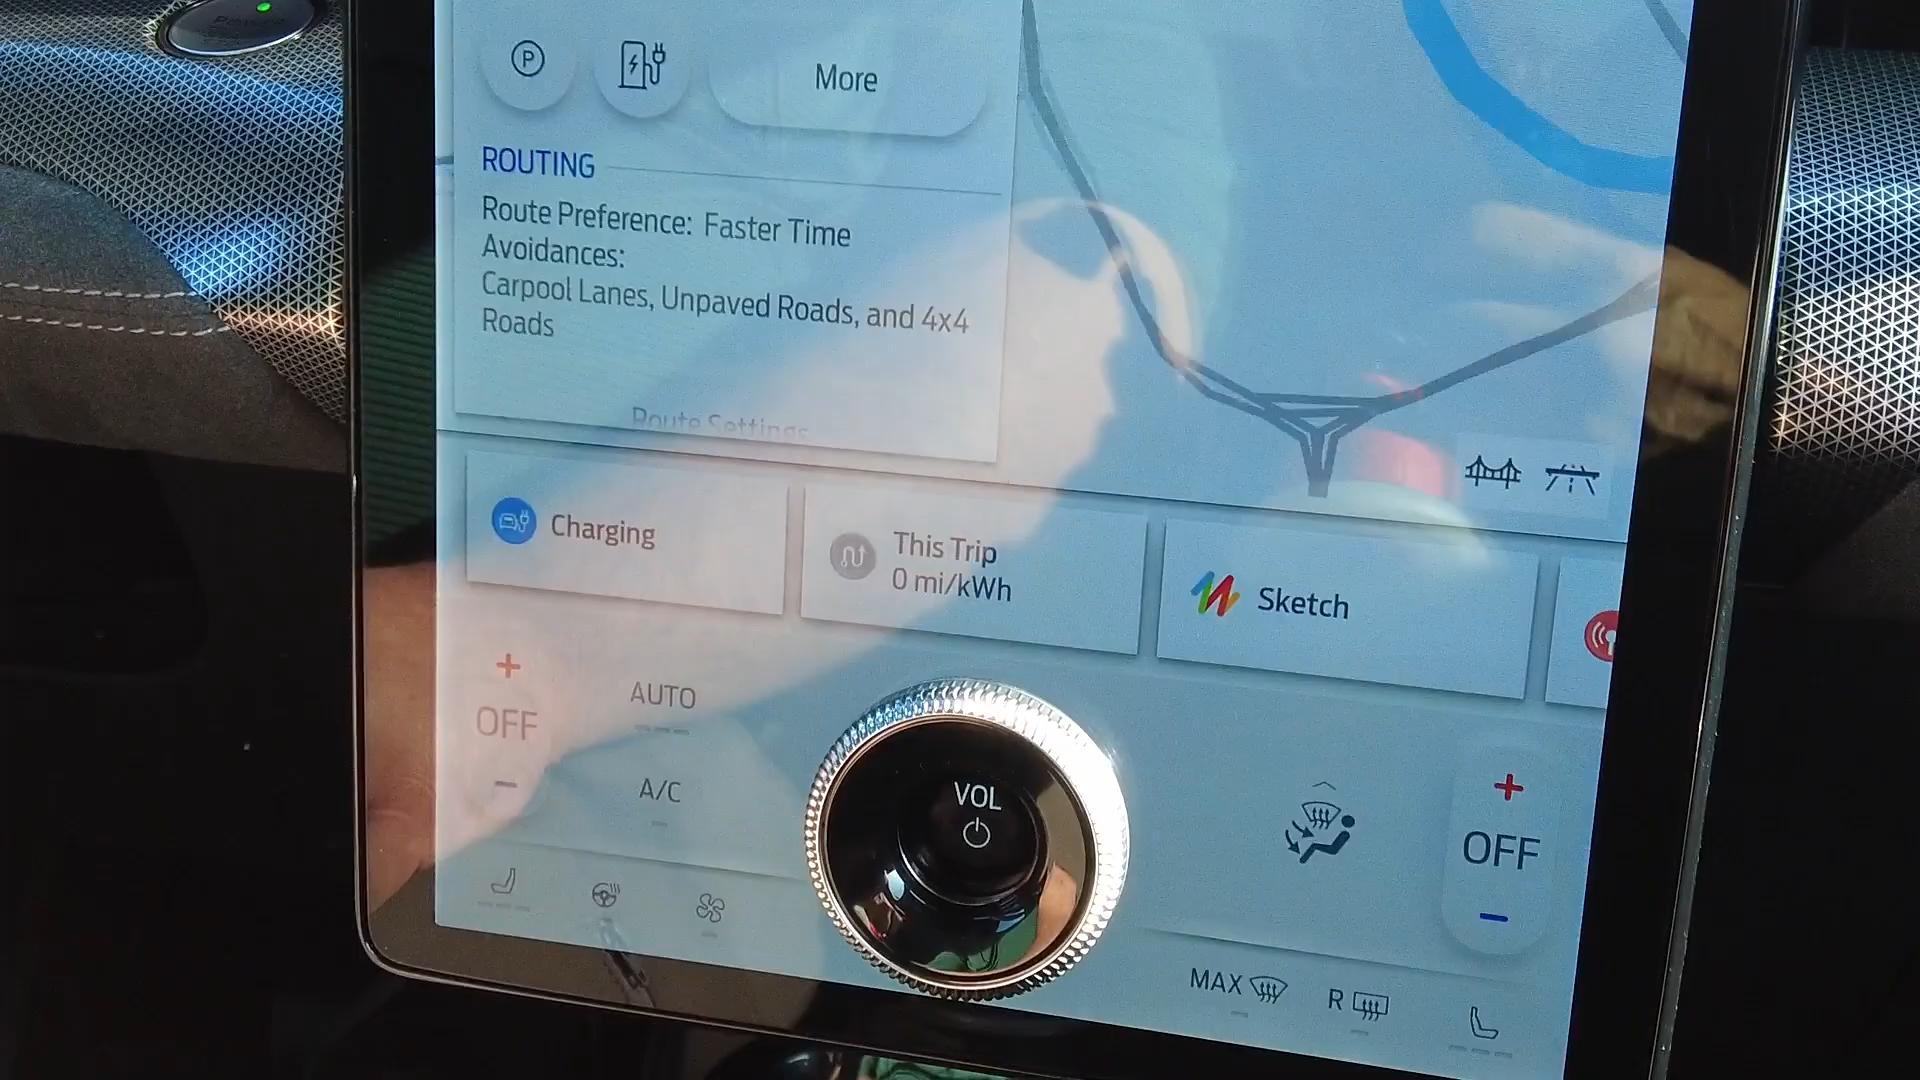 P
More
ROUTING
Route Preference: Faster Time
Avoidances:
Carpool Lanes, Unpaved Roads, and 4x4
Roads
Route Settings
Charging
This Trip
0 mi/kWh
Sketch
+
OFF
−
AUTO
A/C
VOL
+
OFF
−
MAX
R